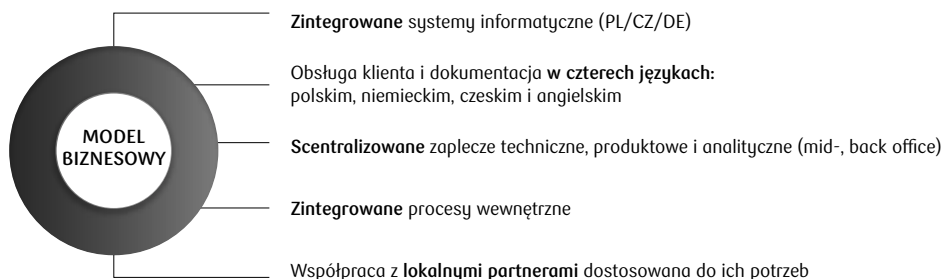 Zintegrowane systemy informatyczne (PL/CZ/DE)
Obsługa klienta i dokumentacja w czterech językach:
polskim, niemieckim, czeskim i angielskim
MODEL
BIZNESOWY
Scentralizowane zaplecze techniczne, produktowe i analityczne (mid-, back office)
Zintegrowane procesy wewnętrzne
Współpraca z lokalnymi partnerami dostosowana do ich potrzeb